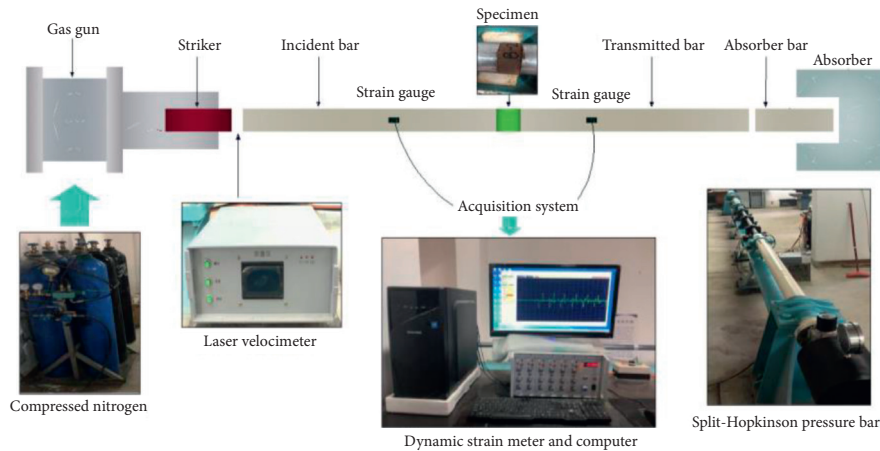 Specimen
Gas gun
Striker
Incident bar
Transmitted bar
Absorber bar
Absorber
Strain gauge
Strain gauge
Acquisition system
Laser velocimeter
Compressed nitrogen
Dynamic strain meter and computer
Split-Hopkinson pressure bar